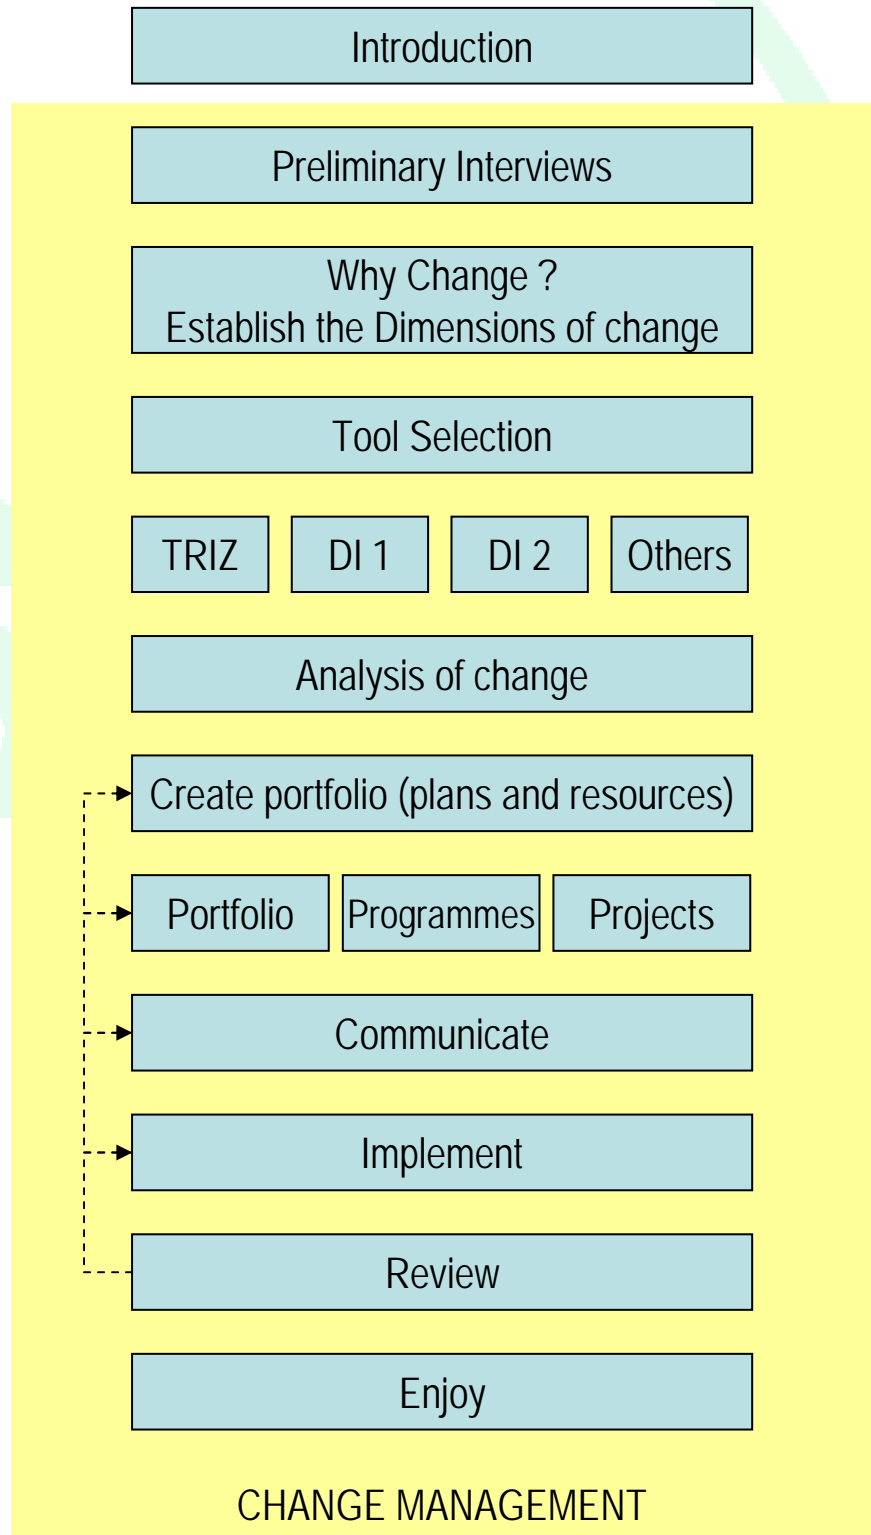 Introduction
Preliminary Interviews
Why Change ?
Establish the Dimensions of change
Tool Selection
TRIZ
DI 1
DI 2
Others
Analysis of change
Create portfolio (plans and resources)
Portfolio
Programmes
Projects
Communicate
Implement
Review
Enjoy
CHANGE MANAGEMENT